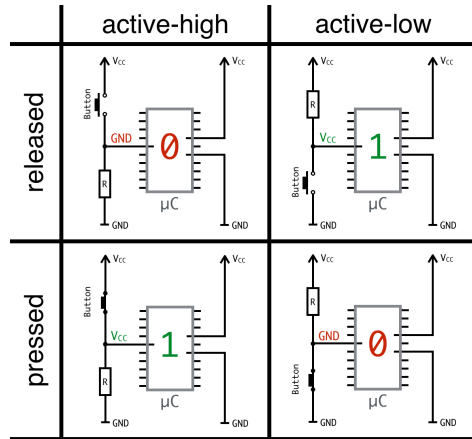 active-high
active-low
released
Vcc
Vcc
Button
GND
0
R
µC
GND
GND
Vcc
Vcc
R
Vcc
1
Button
µC
GND
GND
pressed
Vcc
Vcc
Button
Vcc
1
R
µC
GND
GND
Vcc
Vcc
R
GND
0
Button
µC
GND
GND